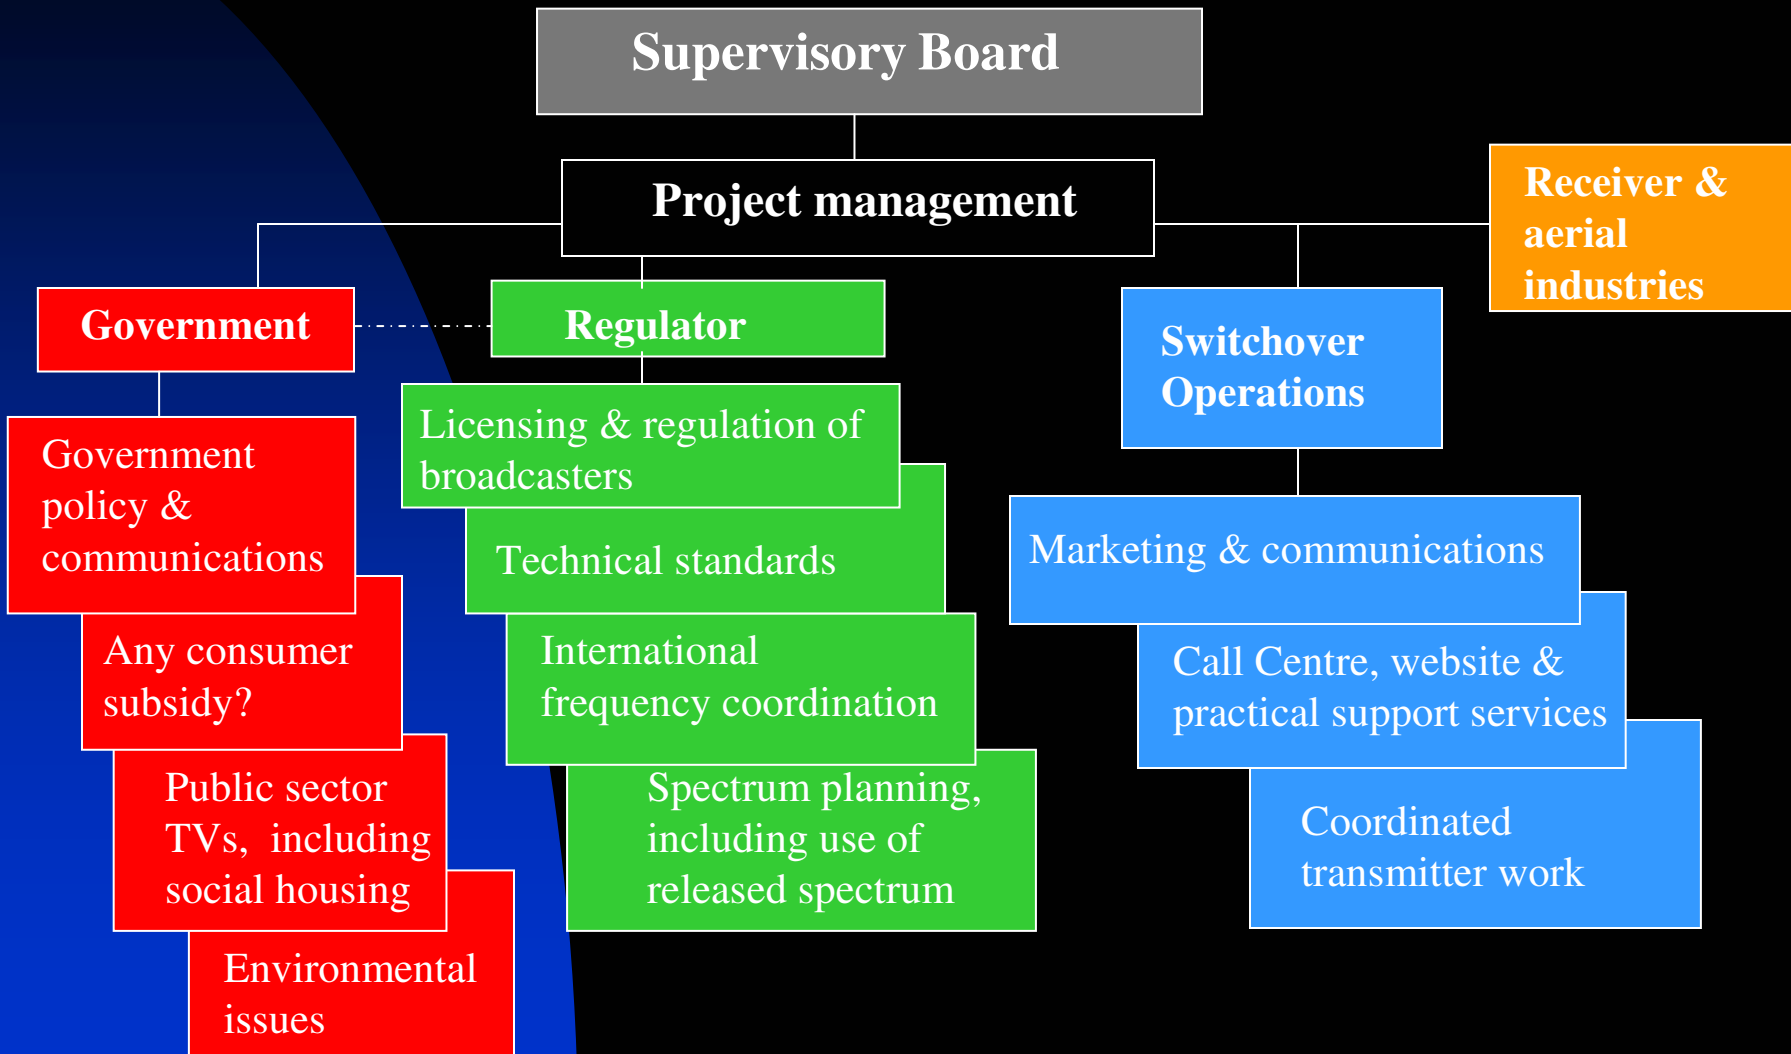 Supervisory Board
Project management
Receiver &
aerial
industries
Government
Regulator
Switchover
Operations
Government
policy &
communications
Any consumer
subsidy?
Public sector
TVs, including
social housing
Environmental
issues
Licensing & regulation of
broadcasters
Technical standards
International
frequency coordination
Spectrum planning,
including use of
released spectrum
Marketing & communications
Call Centre, website &
practical support services
Coordinated
transmitter work